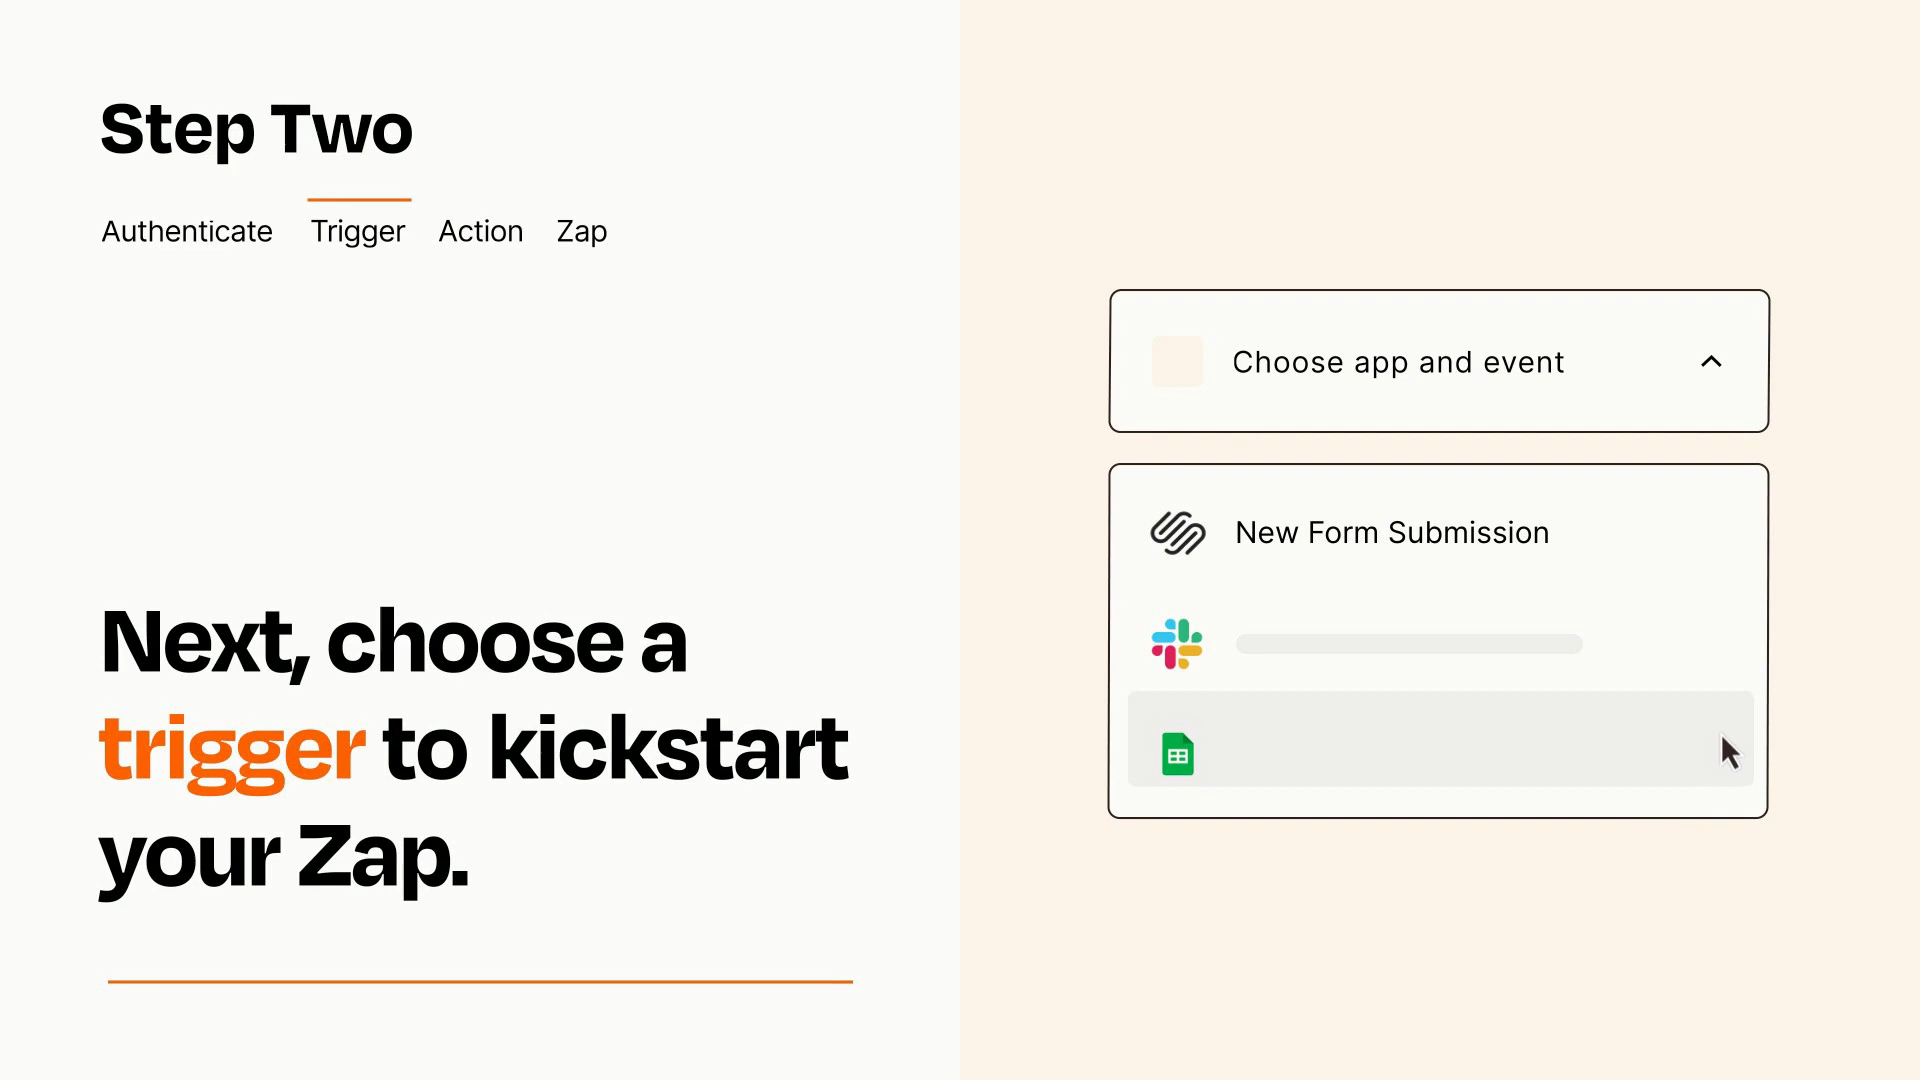 Step Two
Authenticate Trigger Action Zap
Next, choose a
trigger to kickstart
your Zap.
Choose app and event
New Form Submission